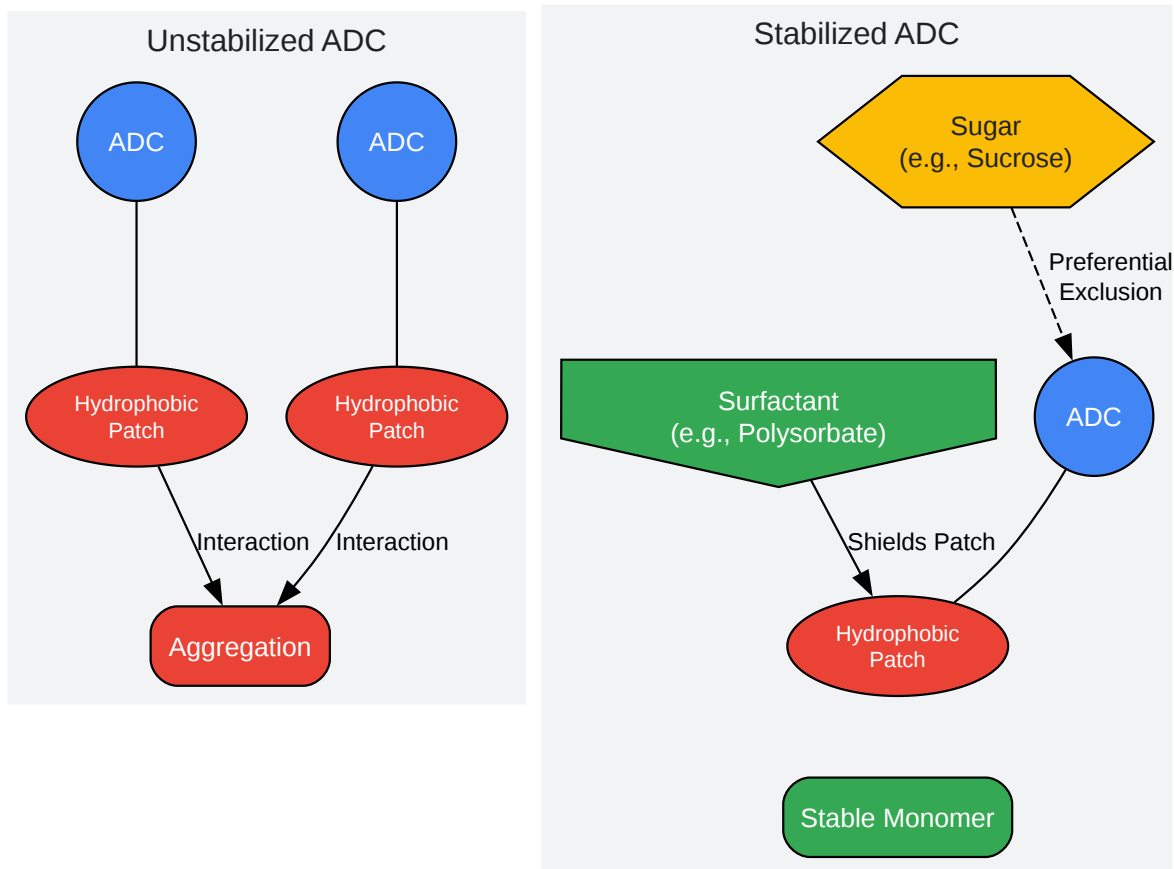 Unstabilized ADC
ADC
ADC
Hydrophobic
Patch
Hydrophobic
Patch
Interaction
Interaction
Aggregation
Stabilized ADC
Sugar
(e.g., Sucrose)
Preferential
Exclusion
Surfactant
(e.g., Polysorbate)
ADC
Shields Patch
Hydrophobic
Patch
Stable Monomer